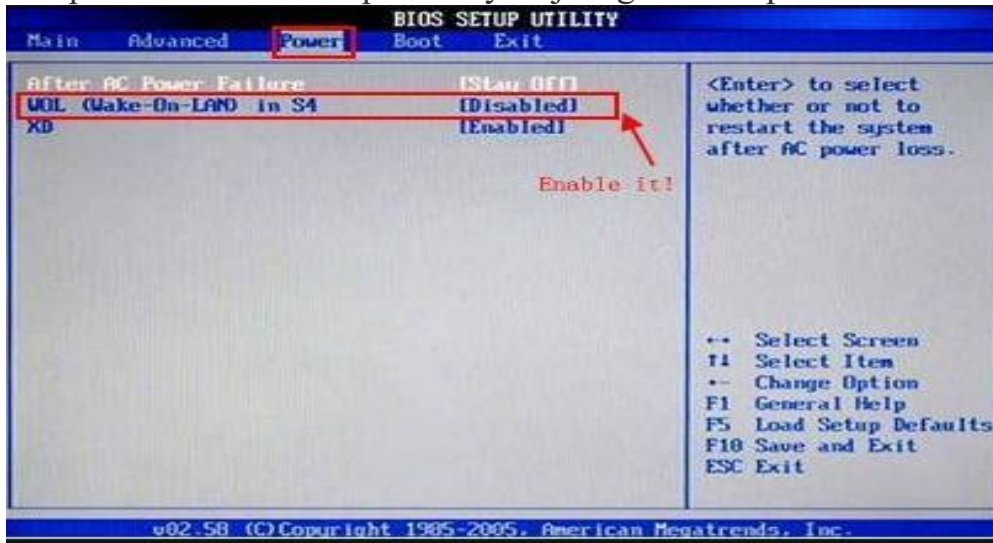 BIOS SETUP UTILITY
Main Advanced Power Boot Exit
After AC Power Failure [Stay Off]
WOL (Wake-On-LAN) in S4 [Disabled]
XD [Enabled]
Enable it!
<Enter> to select
whether or not to
restart the system
after AC power loss.
↔ Select Screen
↑↓ Select Item
+- Change Option
F1 General Help
F5 Load Setup Defaults
F10 Save and Exit
ESC Exit
v02.58 (C)Copyright 1985-2005, American Megatrends, Inc.